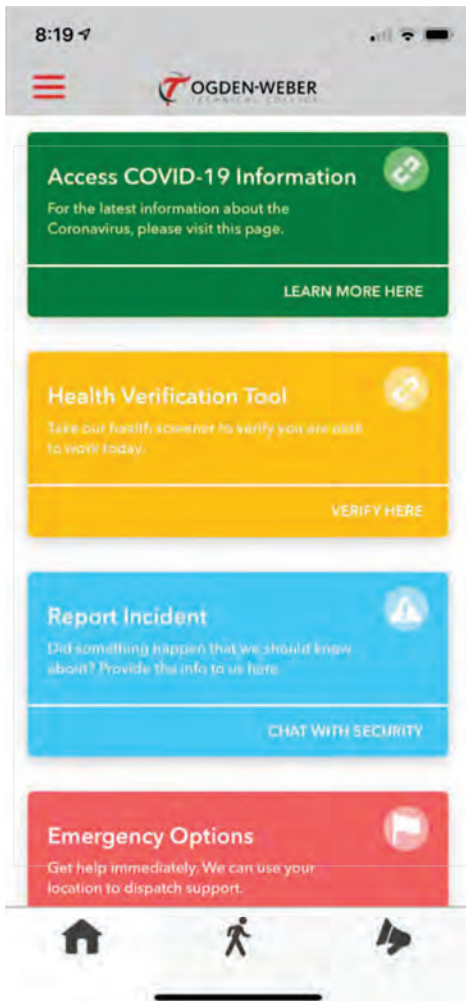 8:19
OGDEN-WEBER
TECHNICAL COLLEGE
Access COVID-19 Information
For the latest information about the
Coronavirus, please visit this page.
LEARN MORE HERE
Health Verification Tool
Take our health screener to verify you are able
to work today.
VERIFY HERE
Report Incident
Did something happen that we should know
about? Provide the info to us here.
CHAT WITH SECURITY
Emergency Options
Get help immediately. We can use your
location to dispatch support.